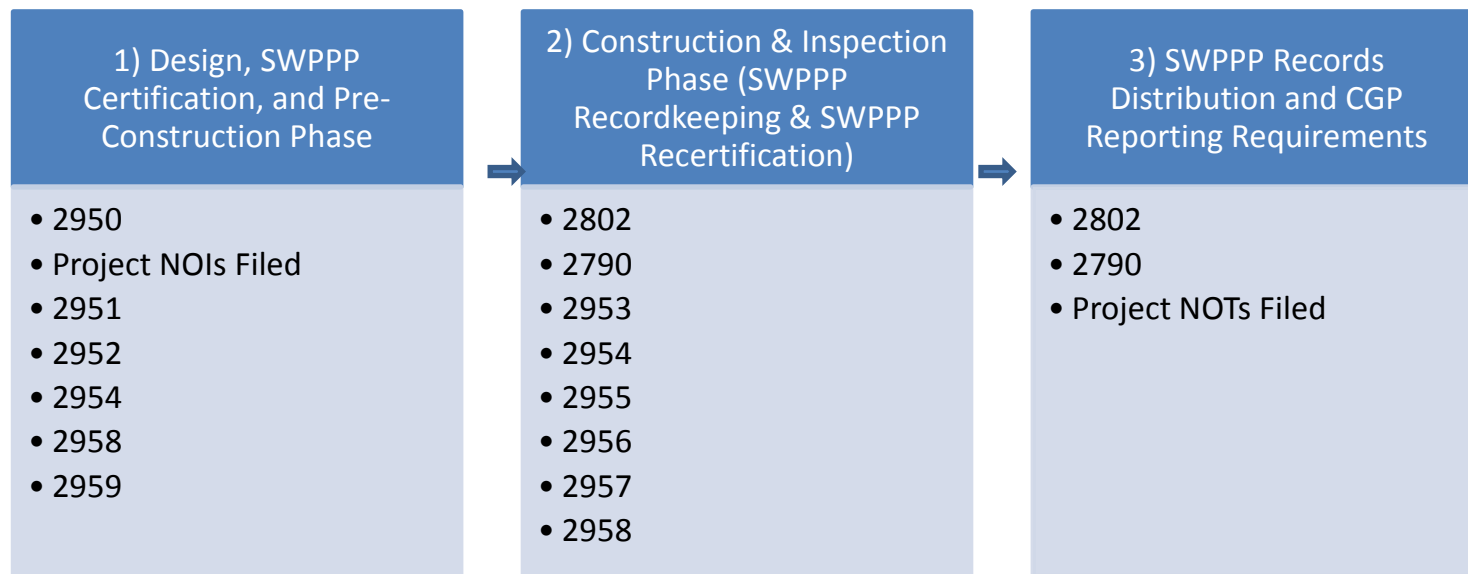 1) Design, SWPPP
Certification, and Pre-
Construction Phase
• 2950
• Project NOIs Filed
• 2951
• 2952
• 2954
• 2958
• 2959
2) Construction & Inspection
Phase (SWPPP
Recordkeeping & SWPPP
Recertification)
• 2802
• 2790
• 2953
• 2954
• 2955
• 2956
• 2957
• 2958
3) SWPPP Records
Distribution and CGP
Reporting Requirements
• 2802
• 2790
• Project NOTs Filed